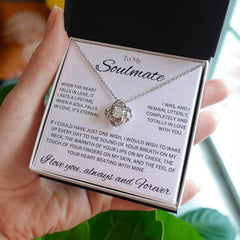 To My
Soulmate
WHEN THE HEART
FALLS IN LOVE, IT
LASTS A LIFETIME,
WHEN A SOUL FALLS
IN LOVE, IT'S ETERNAL.
I WAS, AND I
REMAIN, UTTERLY,
COMPLETELY AND
TOTALLY IN LOVE
WITH YOU.
IF I COULD HAVE JUST ONE WISH, I WOULD WISH TO WAKE
UP EVERY DAY TO THE SOUND OF YOUR BREATH ON MY
NECK, THE WARMTH OF YOUR LIPS ON MY CHEEK, THE
TOUCH OF YOUR FINGERS ON MY SKIN, AND THE FEEL OF
YOUR HEART BEATING WITH MINE.
I love you, always and Forever